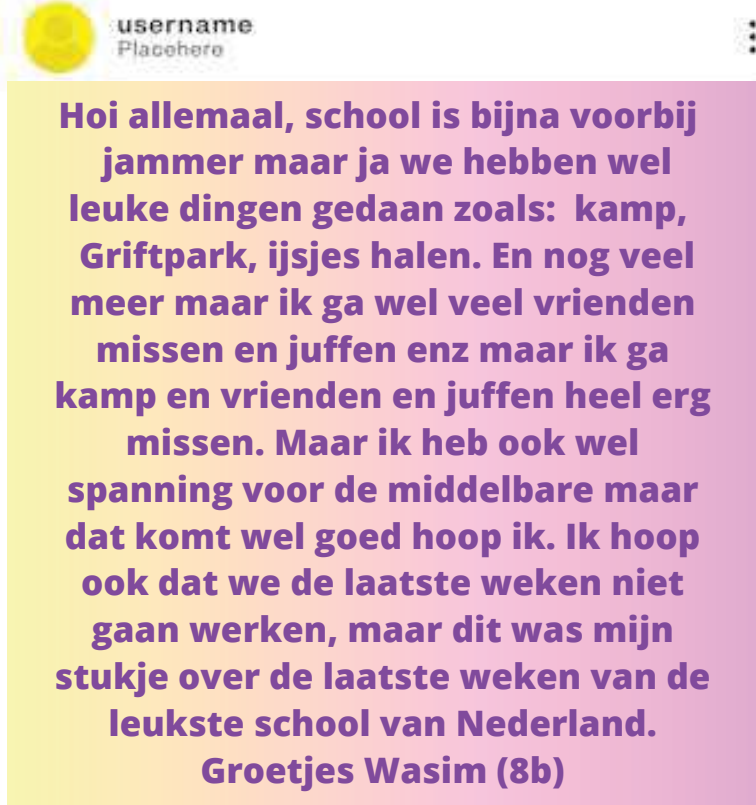 username
Placehere
Hoi allemaal, school is bijna voorbij
jammer maar ja we hebben wel
leuke dingen gedaan zoals: kamp,
Griftpark, ijsjes halen. En nog veel
meer maar ik ga wel veel vrienden
missen en juffen enz maar ik ga
kamp en vrienden en juffen heel erg
missen. Maar ik heb ook wel
spanning voor de middelbare maar
dat komt wel goed hoop ik. Ik hoop
ook dat we de laatste weken niet
gaan werken, maar dit was mijn
stukje over de laatste weken van de
leukste school van Nederland.
Groetjes Wasim (8b)